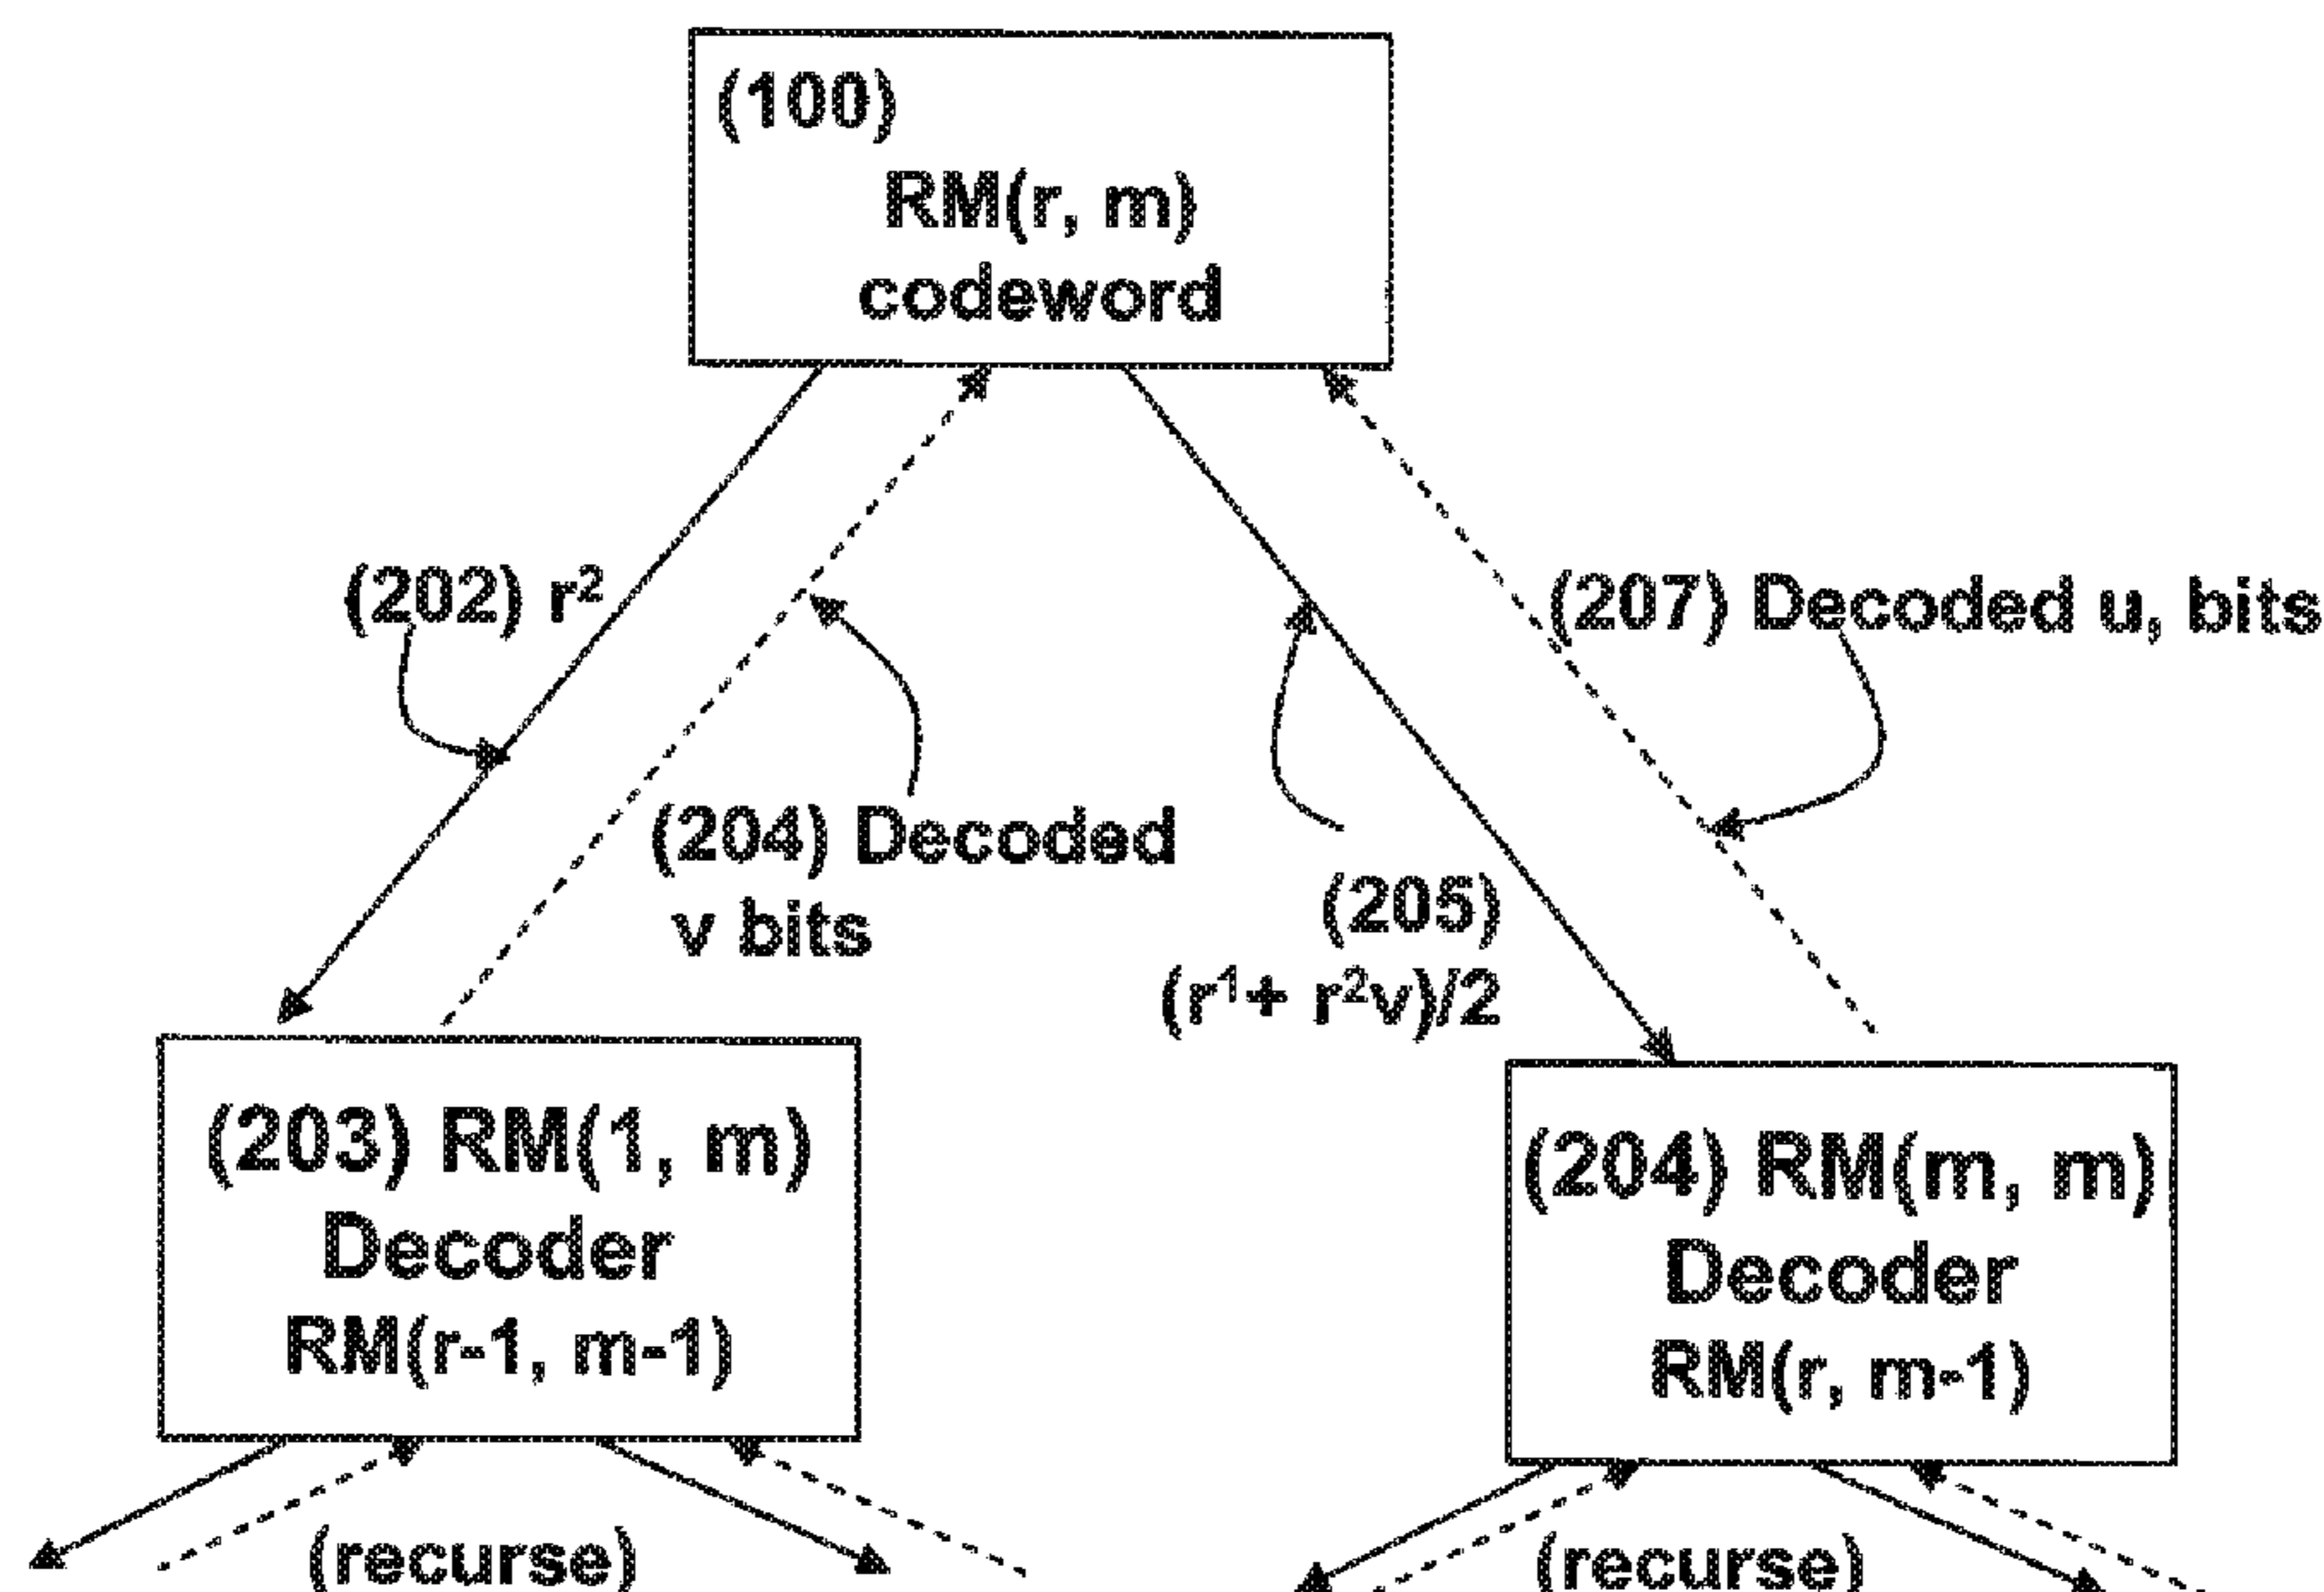 (100)
RM(r, m)
codeword
(202) r²
(207) Decoded u, bits
(204) Decoded
v bits
(205)
(r¹+ r²v)/2
(203) RM(1, m)
Decoder
RM(r-1, m-1)
(204) RM(m, m)
Decoder
RM(r, m-1)
(recurse)
(recurse)